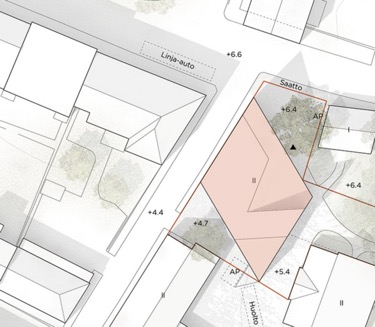 +6.6
Linja-auto
Saatto
+6.4
AP
I
II
+6.4
+4.4
+4.7
AP
+5.4
II
Huolto
II